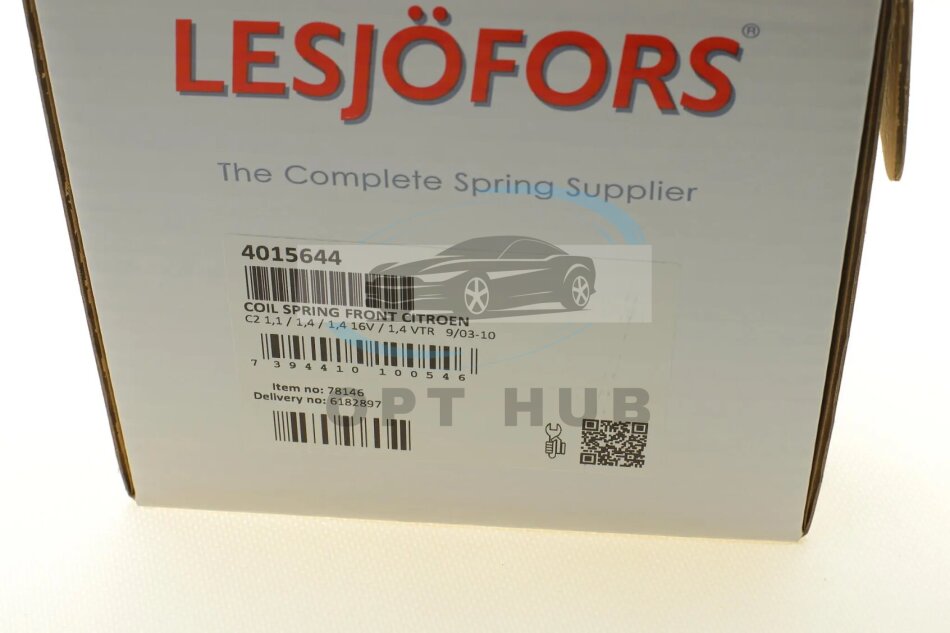 LESJÖFORS®
The Complete Spring Supplier
4015644
COIL SPRING FRONT CITROEN
C2 1,1 / 1,4 / 1,4 16V / 1,4 VTR 9/03-10
7 394410 100546
Item no: 78146
Delivery no: 6182897
OPT HUB